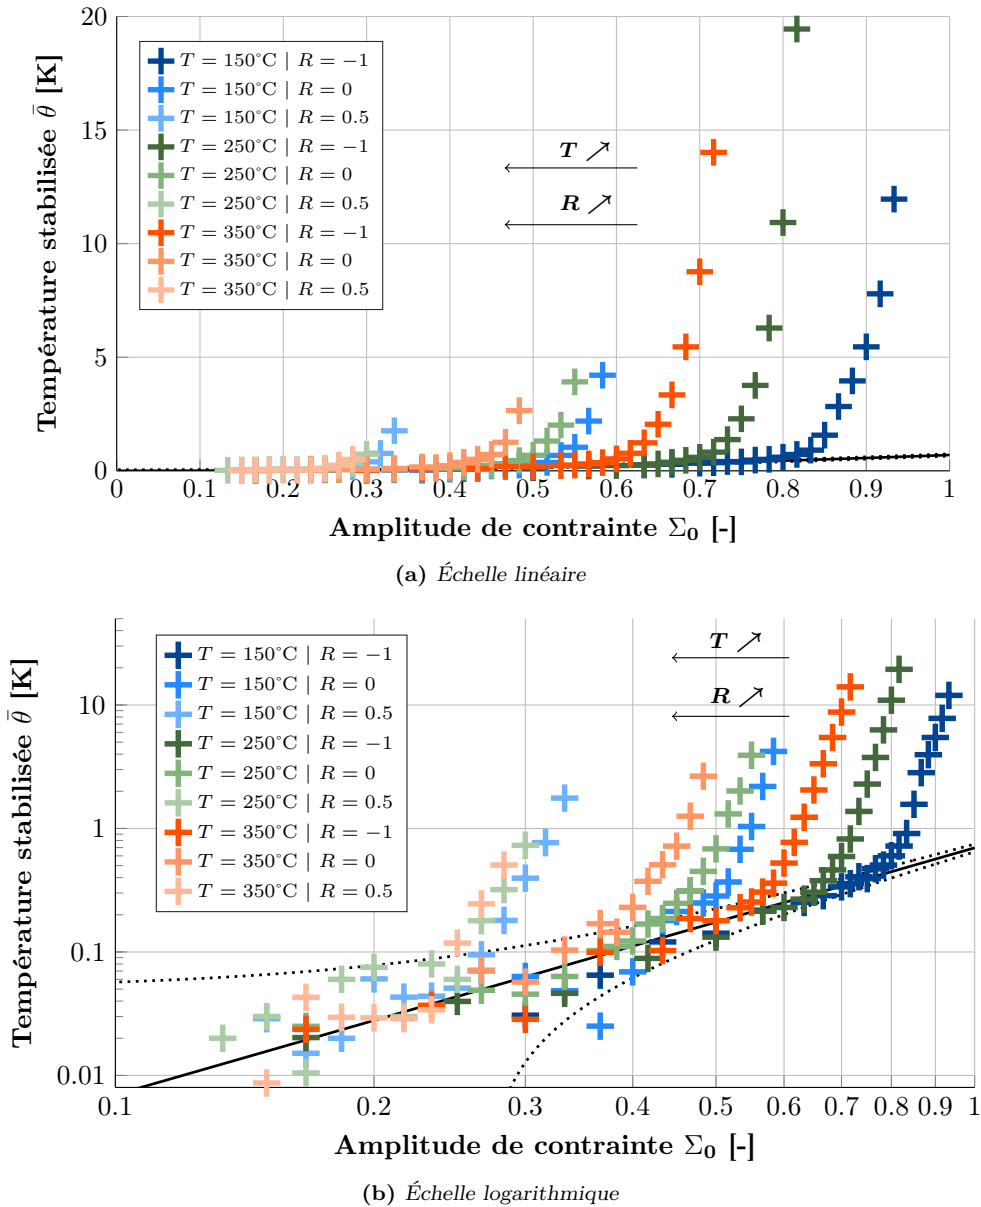 20
15
10
5
0
Température stabilisée θ̄ [K]
T = 150°C | R = −1
T = 150°C | R = 0
T = 150°C | R = 0.5
T = 250°C | R = −1
T = 250°C | R = 0
T = 250°C | R = 0.5
T = 350°C | R = −1
T = 350°C | R = 0
T = 350°C | R = 0.5
T ↗
R ↗
0 0.1 0.2 0.3 0.4 0.5 0.6 0.7 0.8 0.9 1
Amplitude de contrainte Σ₀ [-]
(a) Échelle linéaire
10
1
0.1
0.01
Température stabilisée θ̄ [K]
T = 150°C | R = −1
T = 150°C | R = 0
T = 150°C | R = 0.5
T = 250°C | R = −1
T = 250°C | R = 0
T = 250°C | R = 0.5
T = 350°C | R = −1
T = 350°C | R = 0
T = 350°C | R = 0.5
T ↗
R ↗
0.1 0.2 0.3 0.4 0.5 0.6 0.7 0.8 0.9 1
Amplitude de contrainte Σ₀ [-]
(b) Échelle logarithmique